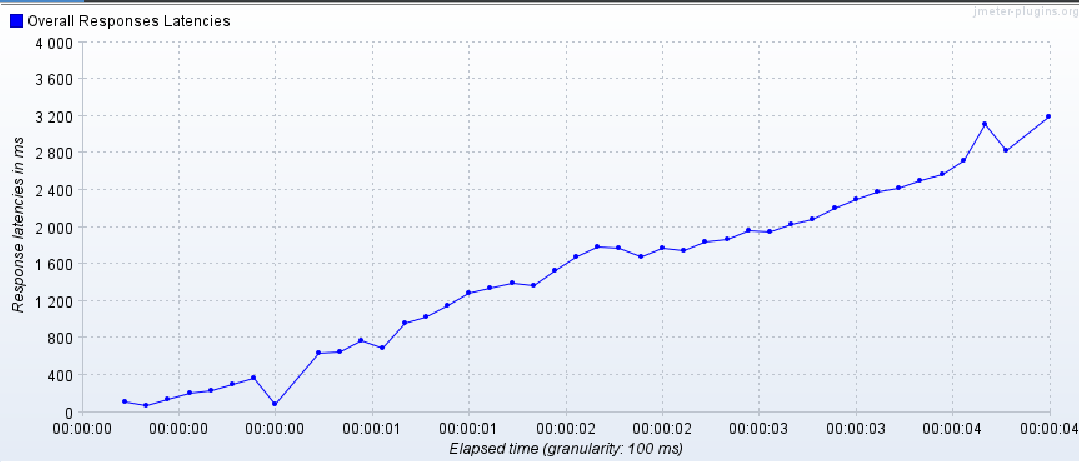 jmeter-plugins.org
Overall Responses Latencies
4 000
3 600
3 200
2 800
2 400
2 000
1 600
1 200
800
400
0
Response latencies in ms
00:00:00 00:00:00 00:00:00 00:00:01 00:00:01 00:00:02 00:00:02 00:00:03 00:00:03 00:00:04 00:00:04
Elapsed time (granularity: 100 ms)